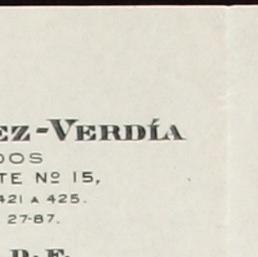 EZ-VERDÍA
DOS
TE Nº 15,
421 A 425.
27-87.
D. F.